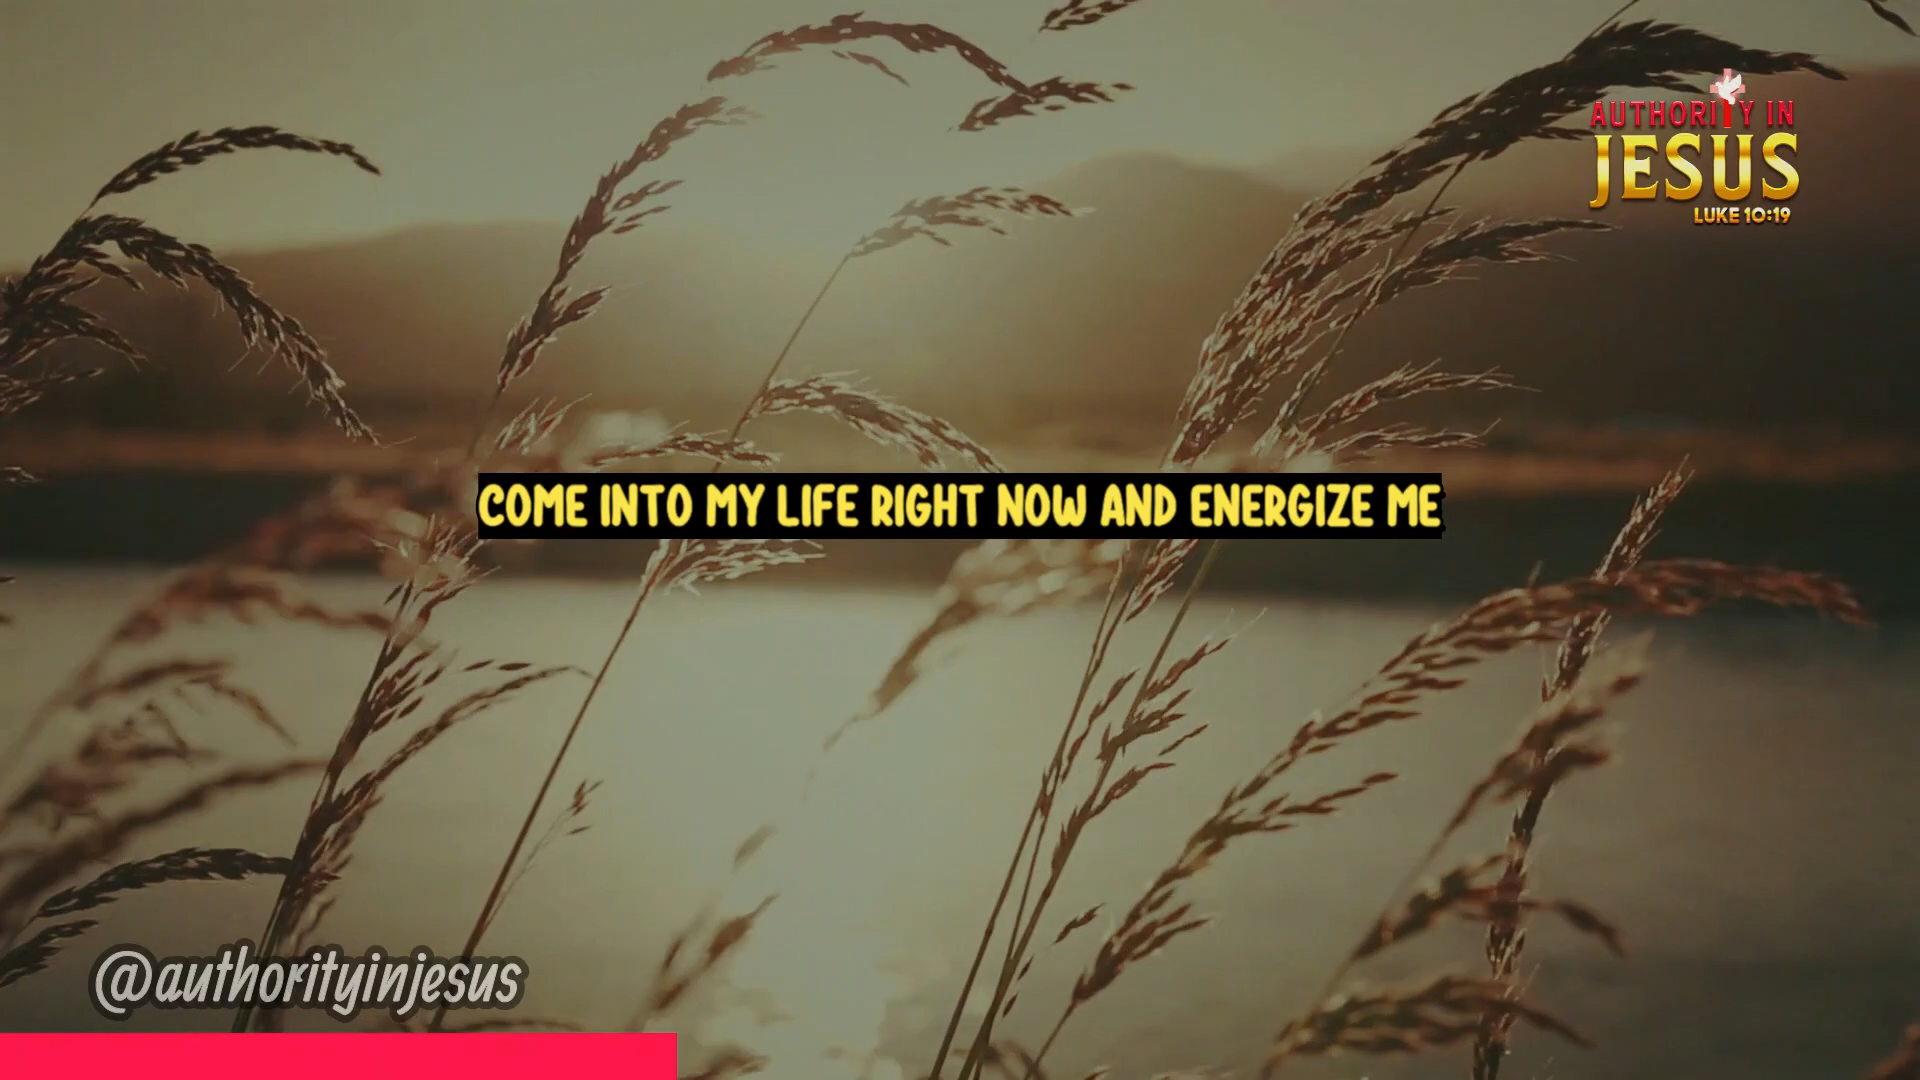 AUTHORITY IN
JESUS
LUKE 10:19
COME INTO MY LIFE RIGHT NOW AND ENERGIZE ME
@authorityinjesus